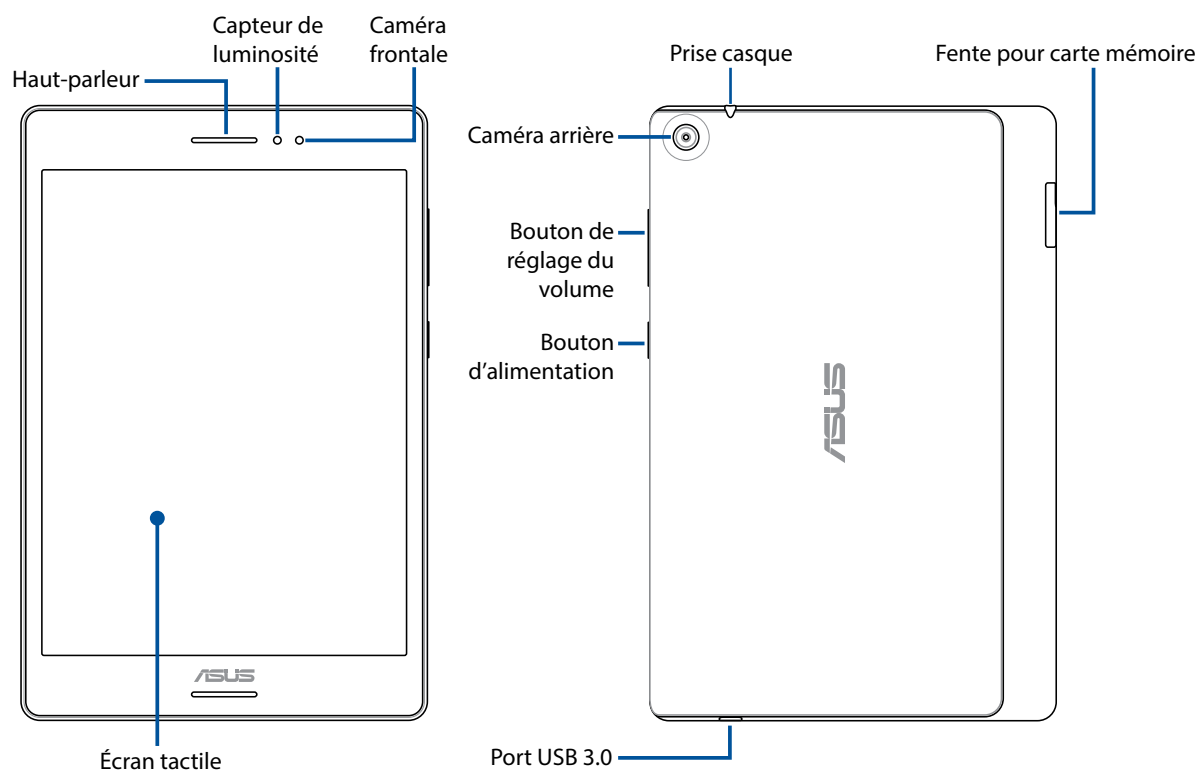 Capteur de
luminosité
Caméra
frontale
Haut-parleur
ASUS
Écran tactile
Prise casque
Fente pour carte mémoire
Caméra arrière
Bouton de
réglage du
volume
Bouton
d'alimentation
ASUS
Port USB 3.0